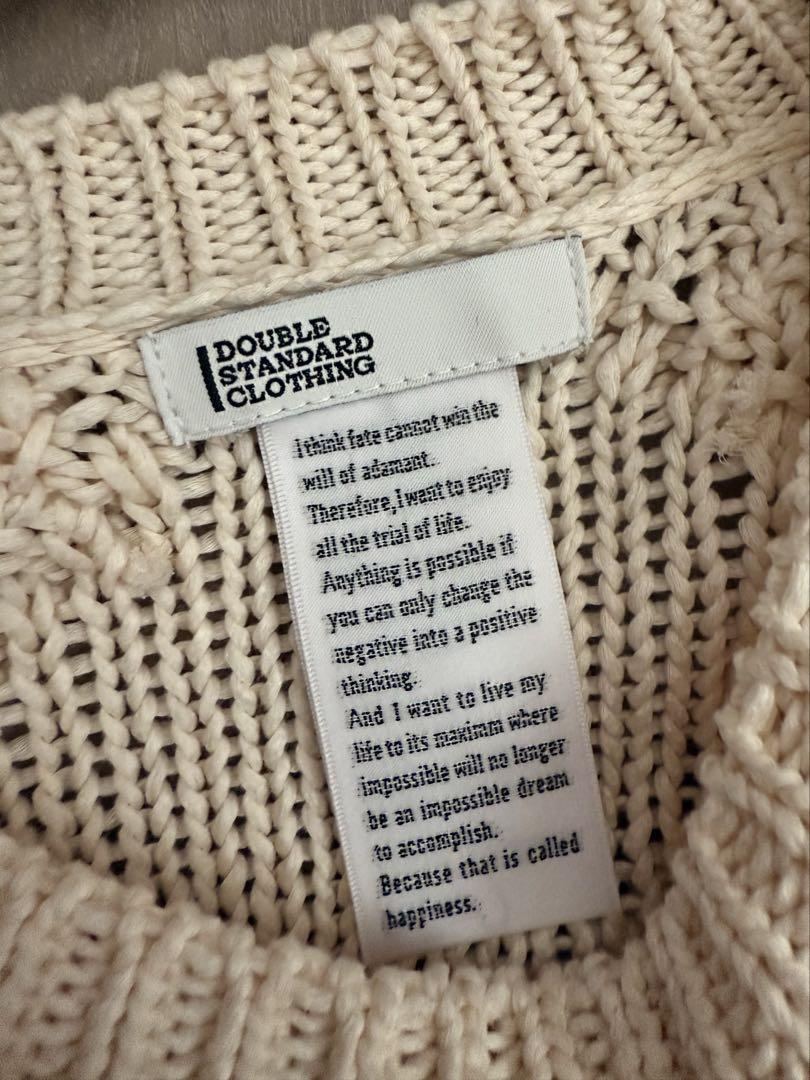 DOUBLE
STANDARD
CLOTHING
I think fate cannot win the
will of adamant.
Therefore, I want to enjoy
all the trial of life.
Anything is possible if
you can only change the
negative into a positive
thinking.
And I want to live my
life to its maximm where
impossible will no longer
be an impossible dream
to accomplish.
Because that is called
happiness.